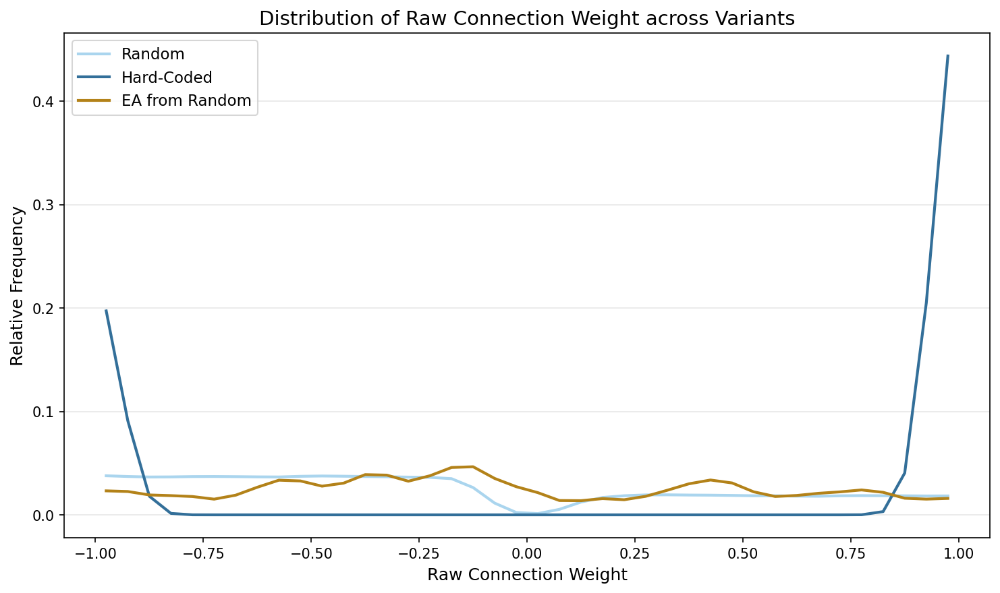 Distribution of Raw Connection Weight across Variants
Random
Hard-Coded
EA from Random
Relative Frequency
0.4
0.3
0.2
0.1
0.0
−1.00 −0.75 −0.50 −0.25 0.00 0.25 0.50 0.75 1.00
Raw Connection Weight